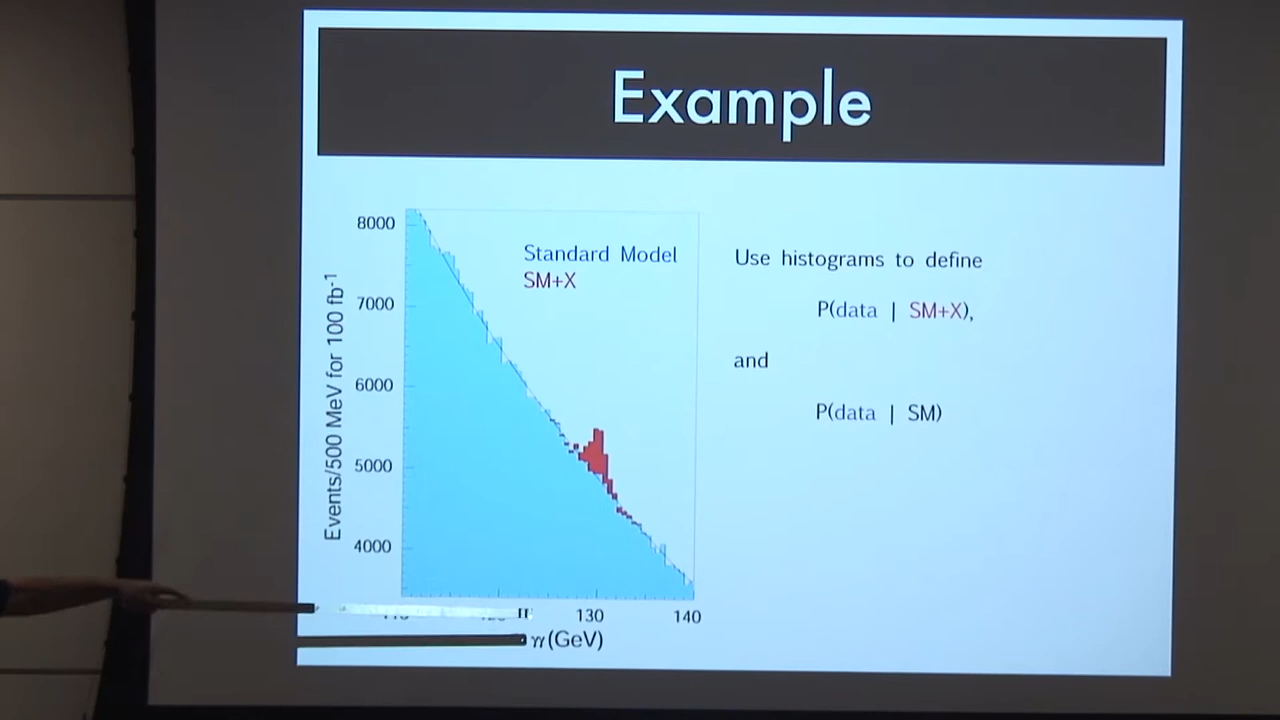 Example
8000
7000
6000
5000
4000
Events/500 MeV for 100 fb-1
Standard Model
SM+X
130
140
(GeV)
Use histograms to define
P(data | SM+X),
and
P(data | SM)